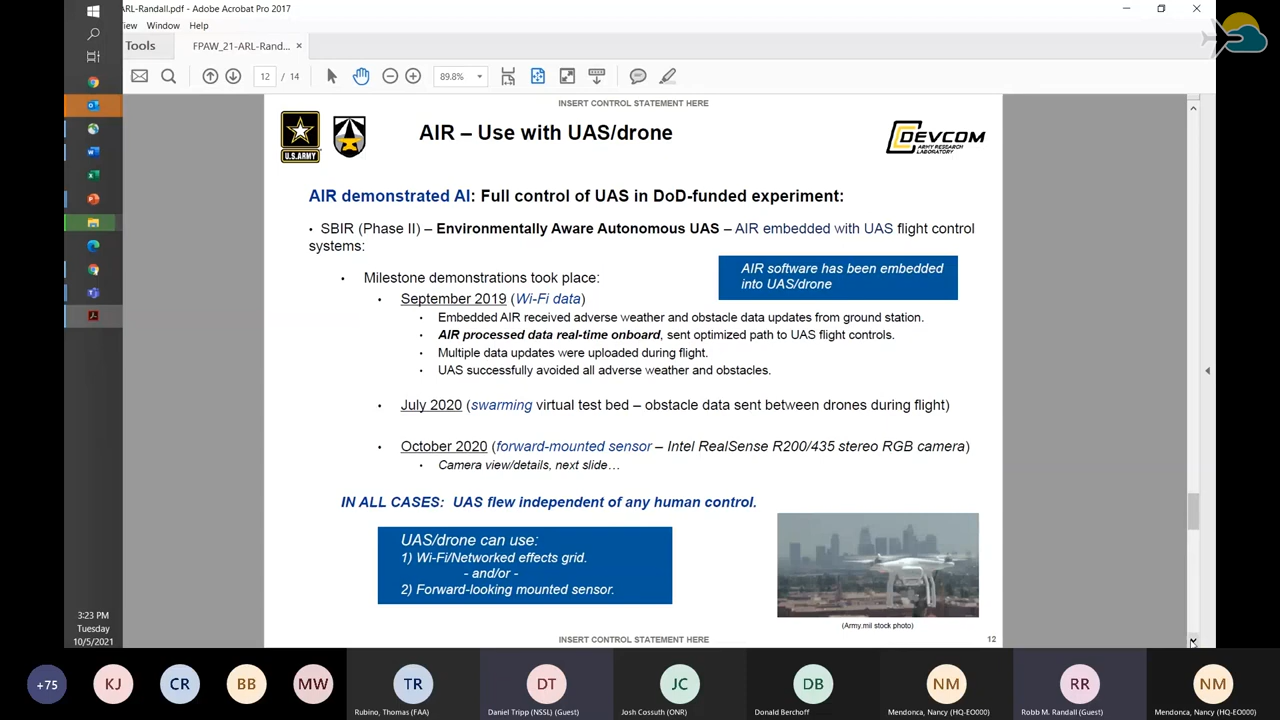 ARL-Randall.pdf - Adobe Acrobat Pro 2017
View Window Help
Tools
FPAW_21-ARL-Rand... ×
12 / 14
89.8%
INSERT CONTROL STATEMENT HERE
U.S.ARMY
AIR – Use with UAS/drone
DEVCOM
ARMY RESEARCH
LABORATORY
AIR demonstrated AI: Full control of UAS in DoD-funded experiment:
• SBIR (Phase II) – Environmentally Aware Autonomous UAS – AIR embedded with UAS flight control
systems:
• Milestone demonstrations took place:
AIR software has been embedded
into UAS/drone
• September 2019 (Wi-Fi data)
• Embedded AIR received adverse weather and obstacle data updates from ground station.
• AIR processed data real-time onboard, sent optimized path to UAS flight controls.
• Multiple data updates were uploaded during flight.
• UAS successfully avoided all adverse weather and obstacles.
• July 2020 (swarming virtual test bed – obstacle data sent between drones during flight)
• October 2020 (forward-mounted sensor – Intel RealSense R200/435 stereo RGB camera)
• Camera view/details, next slide…
IN ALL CASES: UAS flew independent of any human control.
UAS/drone can use:
1) Wi-Fi/Networked effects grid.
- and/or -
2) Forward-looking mounted sensor.
(Army.mil stock photo)
INSERT CONTROL STATEMENT HERE
12
3:23 PM
Tuesday
10/5/2021
+75
KJ
CR
BB
MW
TR
DT
JC
DB
NM
RR
NM
Rubino, Thomas (FAA)
Daniel Tripp (NSSL) (Guest)
Josh Cossuth (ONR)
Donald Berchoff
Mendonca, Nancy (HQ-EO000)
Robb M. Randall (Guest)
Mendonca, Nancy (HQ-EO000)